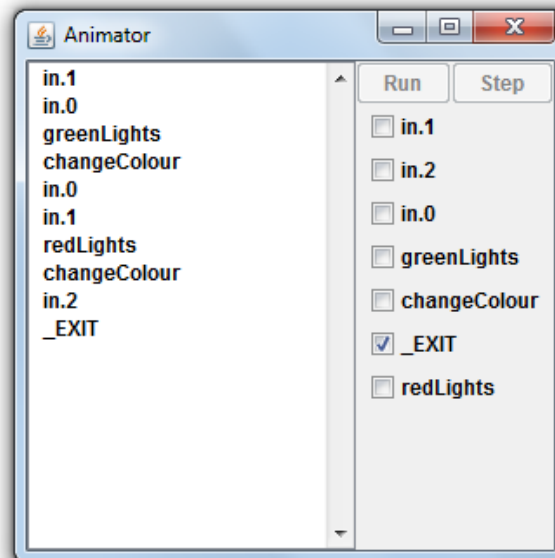 Animator
in.1
in.0
greenLights
changeColour
in.0
in.1
redLights
changeColour
in.2
_EXIT
Run Step
in.1
in.2
in.0
greenLights
changeColour
_EXIT
redLights